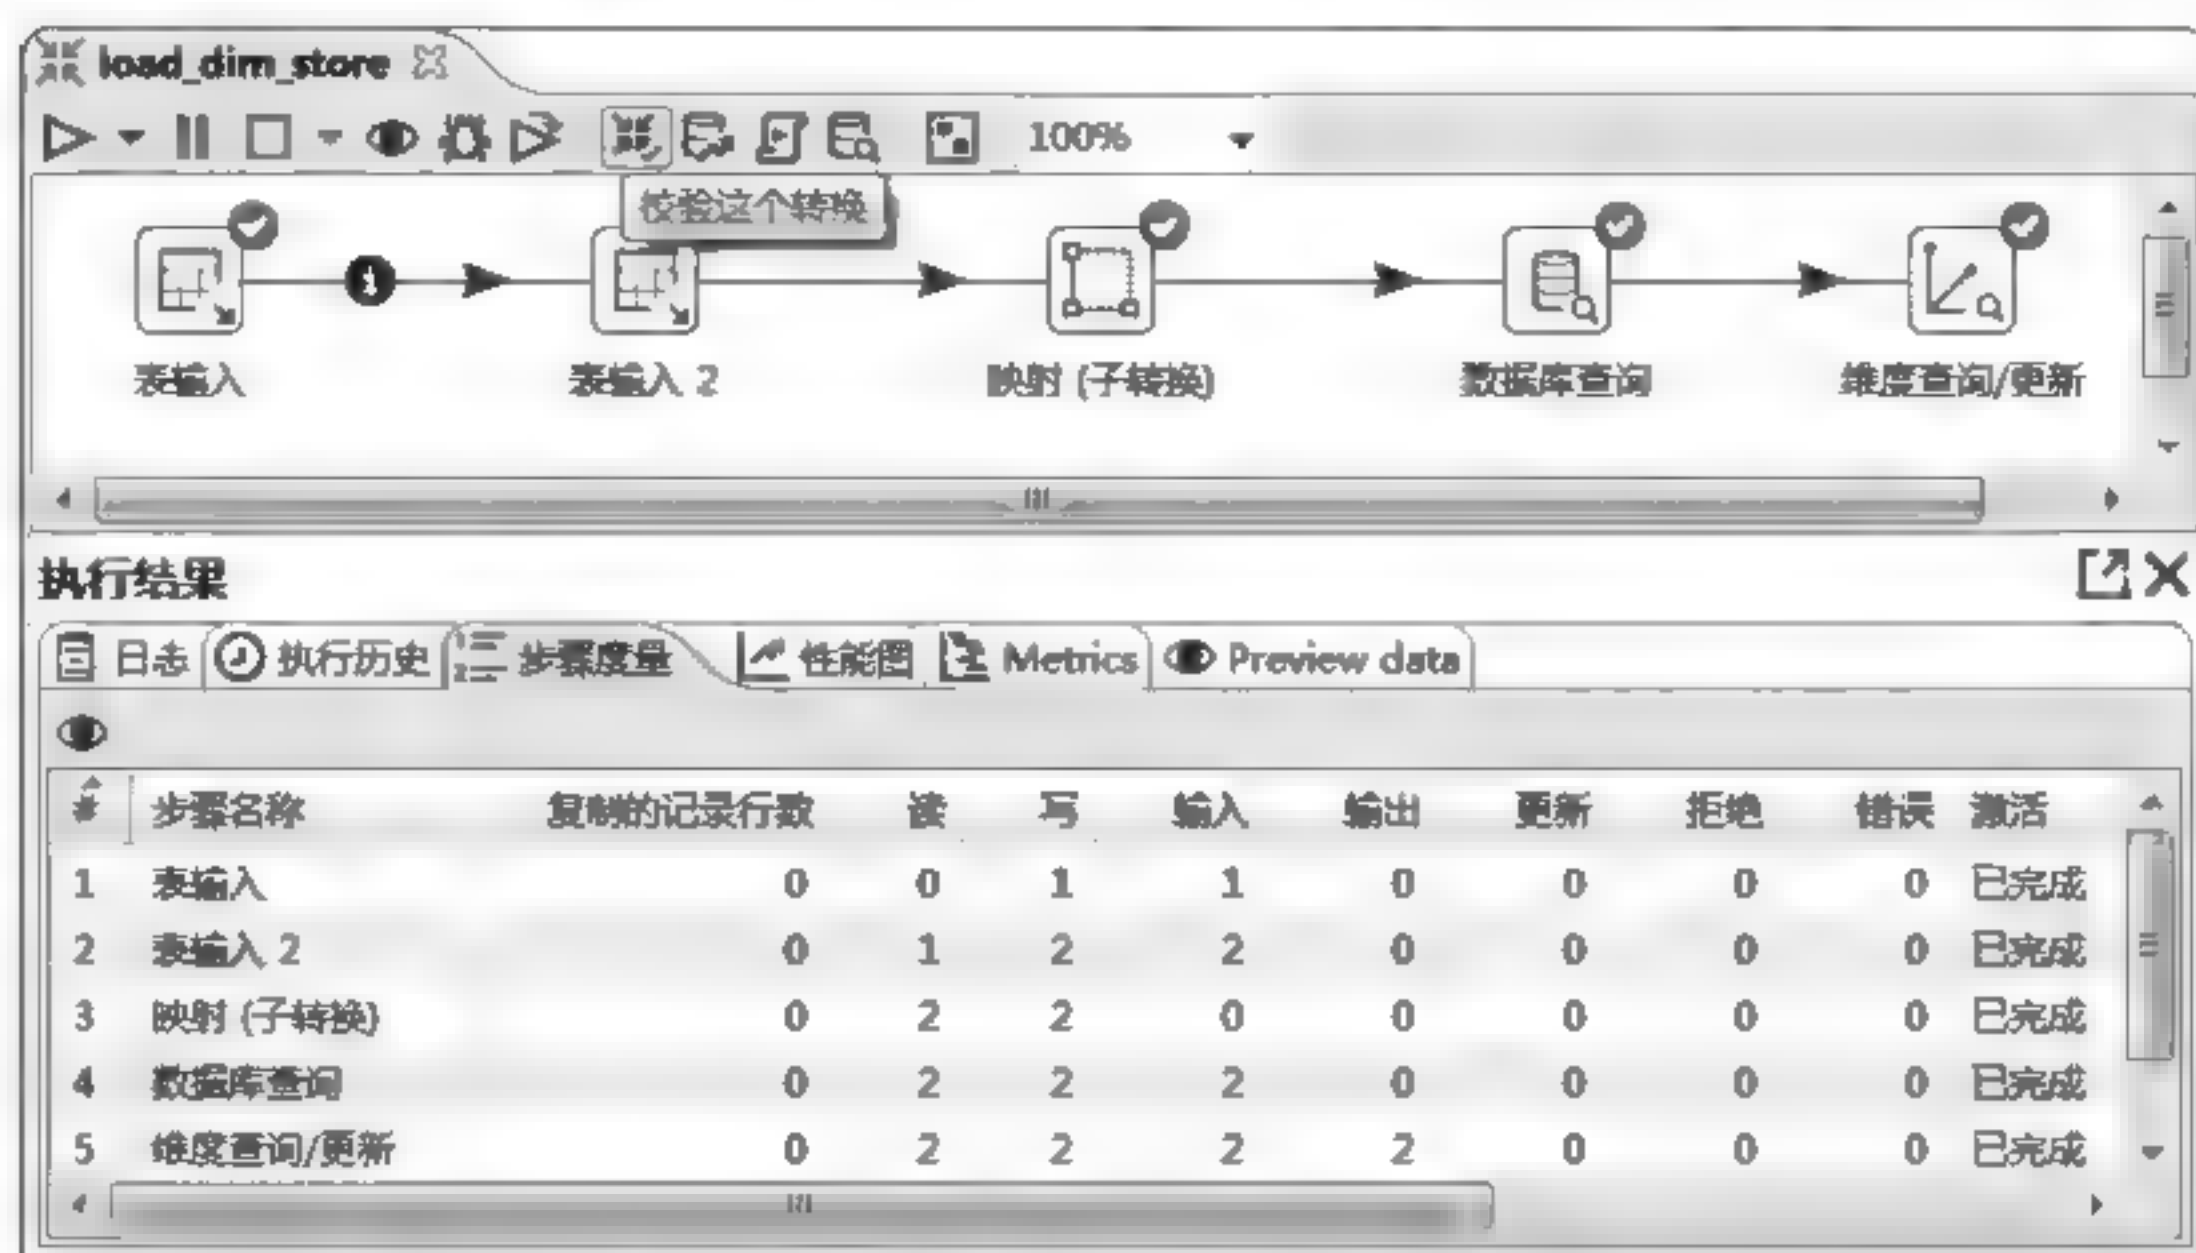 load_dim_store
100%
校验这个转换
表输入 表输入 2 映射 (子转换) 数据库查询 维度查询/更新
执行结果
日志 执行历史 步骤度量 性能图 Metrics Preview data
# 步骤名称 复制的记录行数 读 写 输入 输出 更新 拒绝 错误 激活
1 表输入 0 0 1 1 0 0 0 0 已完成
2 表输入 2 0 1 2 2 0 0 0 0 已完成
3 映射 (子转换) 0 2 2 0 0 0 0 0 已完成
4 数据库查询 0 2 2 2 0 0 0 0 已完成
5 维度查询/更新 0 2 2 2 2 0 0 0 已完成